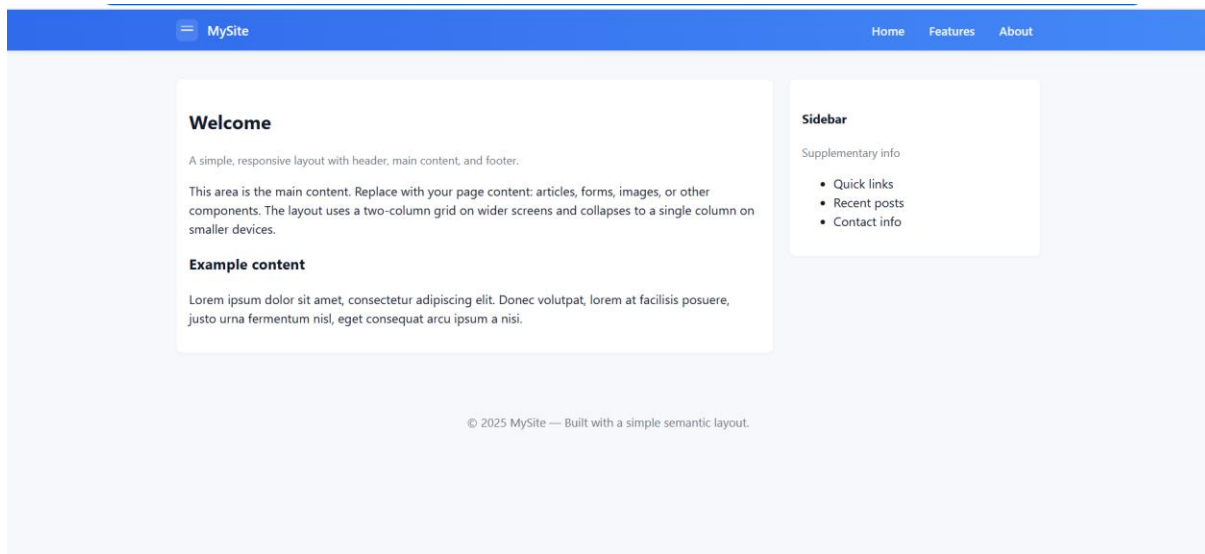 MySite
Home Features About
Welcome
A simple, responsive layout with header, main content, and footer.
This area is the main content. Replace with your page content: articles, forms, images, or other
components. The layout uses a two-column grid on wider screens and collapses to a single column on
smaller devices.
Example content
Lorem ipsum dolor sit amet, consectetur adipiscing elit. Donec volutpat, lorem at facilisis posuere,
justo urna fermentum nisl, eget consequat arcu ipsum a nisi.
Sidebar
Supplementary info
• Quick links
• Recent posts
• Contact info
© 2025 MySite — Built with a simple semantic layout.